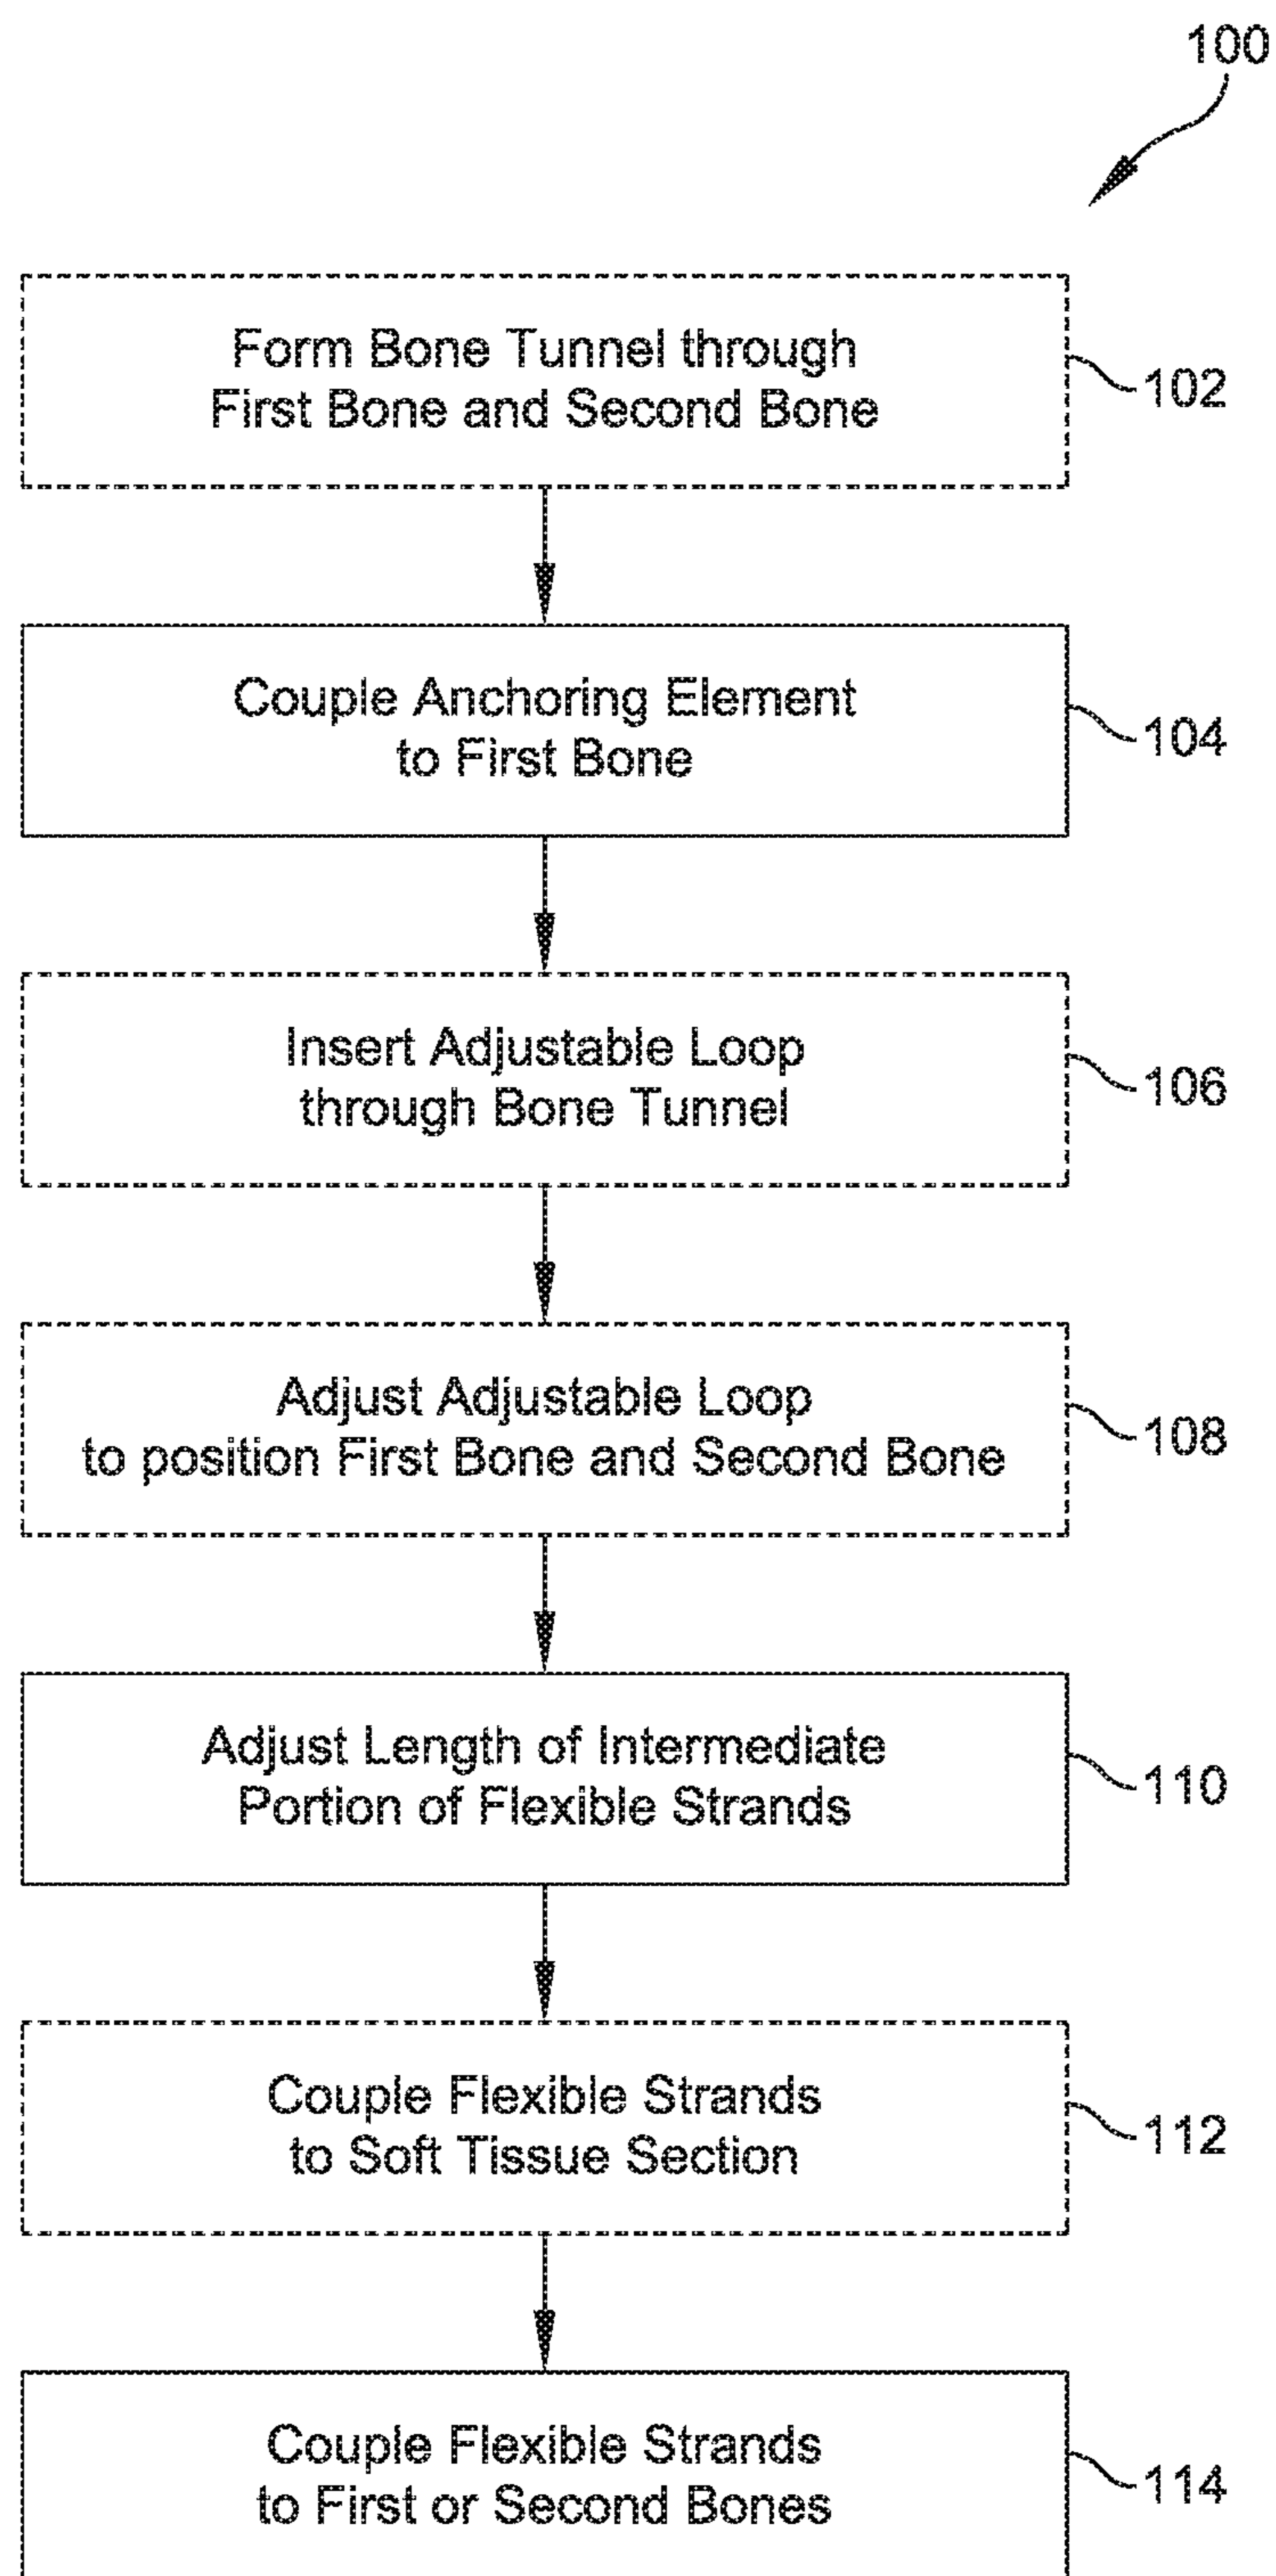 100
Form Bone Tunnel through
First Bone and Second Bone
102
Couple Anchoring Element
to First Bone
104
Insert Adjustable Loop
through Bone Tunnel
106
Adjust Adjustable Loop
to position First Bone and Second Bone
108
Adjust Length of Intermediate
Portion of Flexible Strands
110
Couple Flexible Strands
to Soft Tissue Section
112
Couple Flexible Strands
to First or Second Bones
114